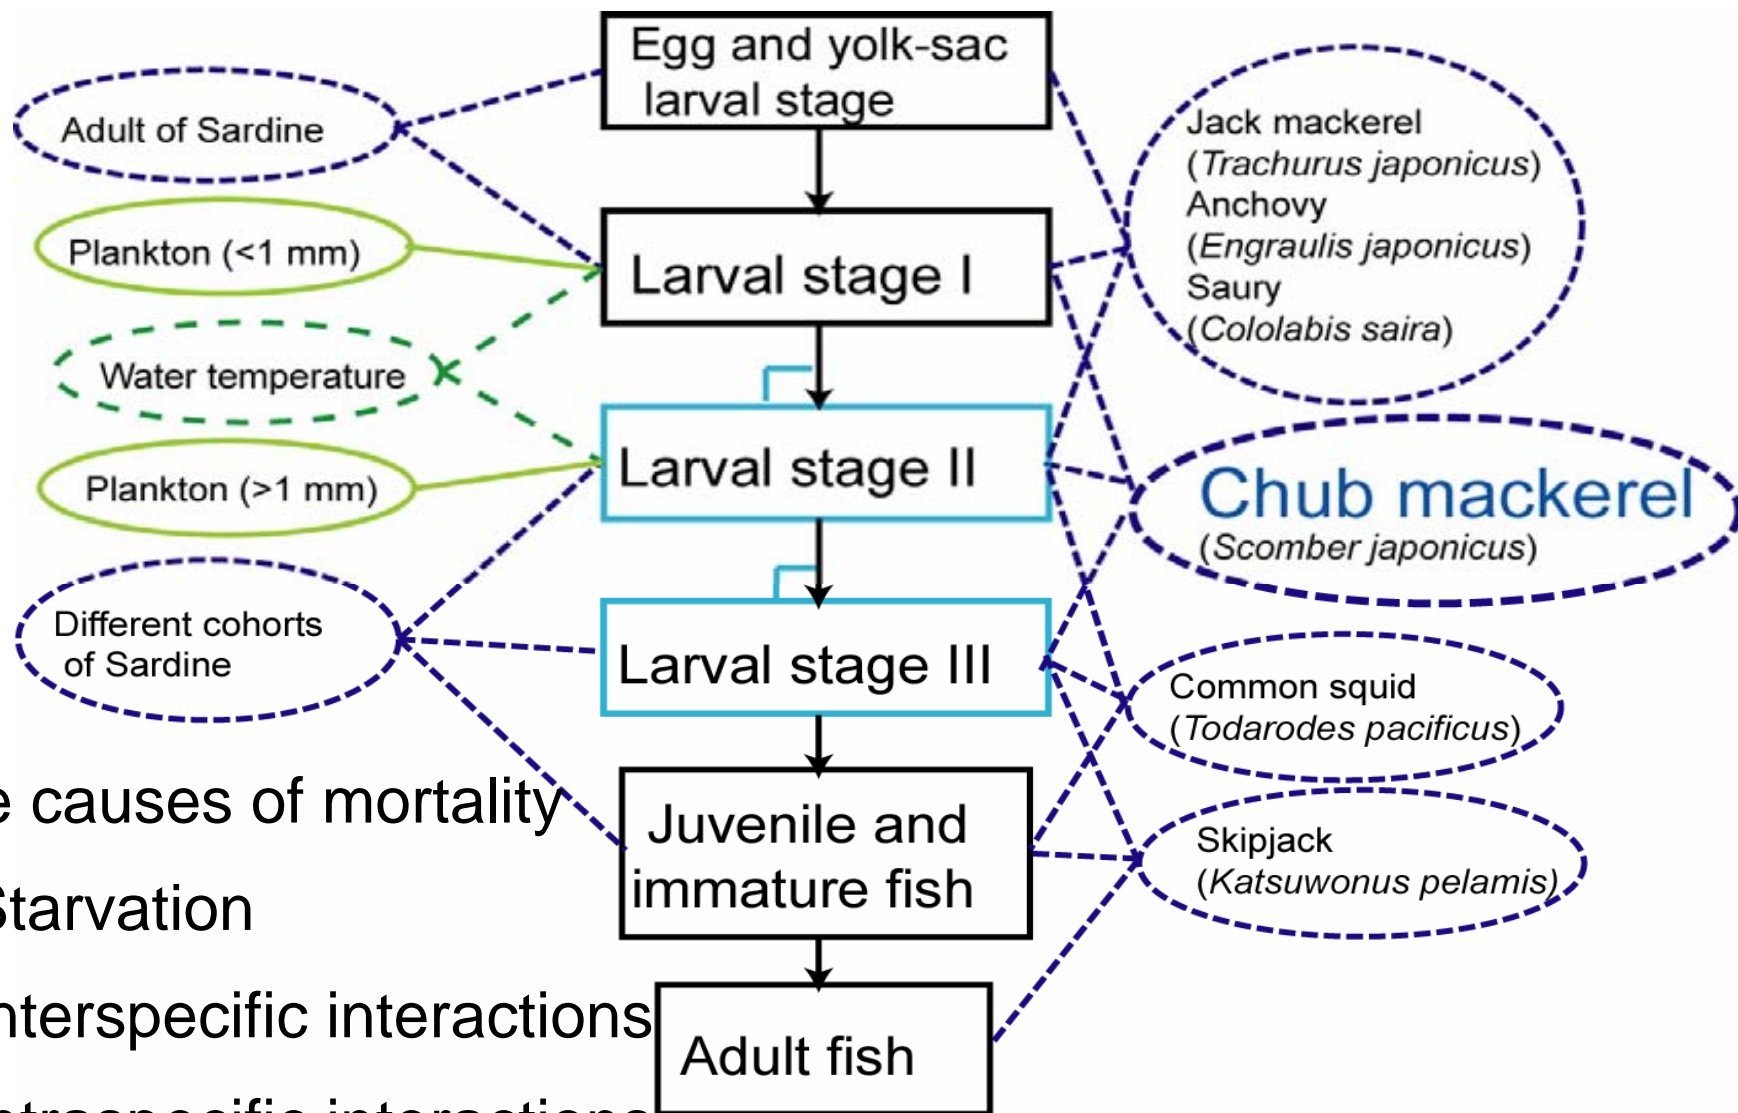 Egg and yolk-sac
larval stage
Adult of Sardine
Plankton (<1 mm)
Larval stage I
Water temperature
Larval stage II
Plankton (>1 mm)
Different cohorts
of Sardine
Larval stage III
Juvenile and
immature fish
Adult fish
Jack mackerel
(Trachurus japonicus)
Anchovy
(Engraulis japonicus)
Saury
(Cololabis saira)
Chub mackerel
(Scomber japonicus)
Common squid
(Todarodes pacificus)
Skipjack
(Katsuwonus pelamis)
causes of mortality
Starvation
nterspecific interactions
ntraspecific interactions